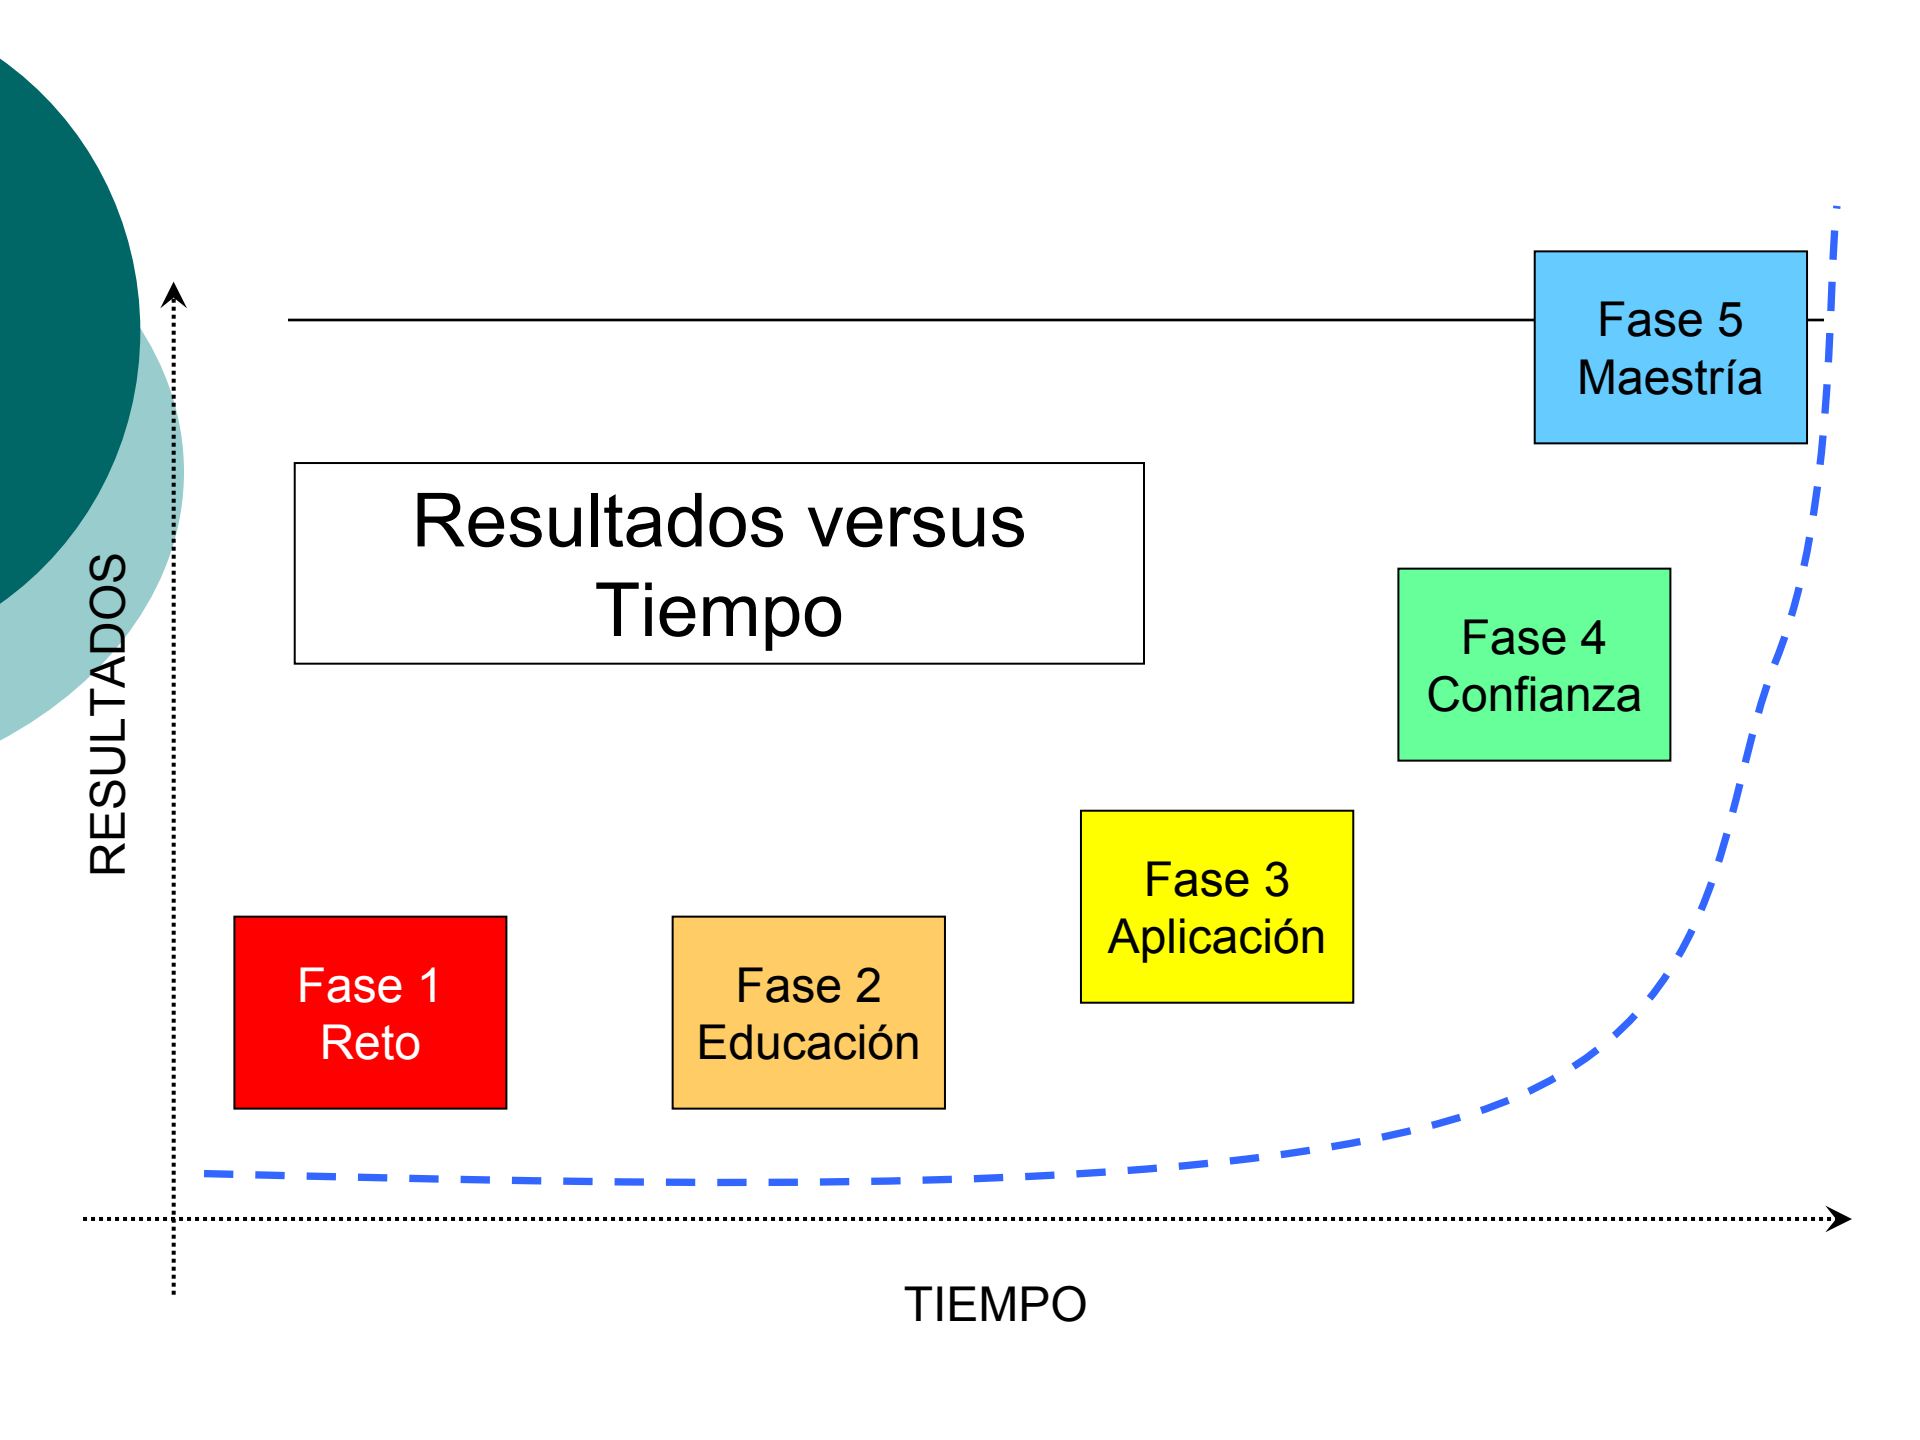 Resultados versus
Tiempo
RESULTADOS
Fase 1
Reto
Fase 2
Educación
Fase 3
Aplicación
Fase 4
Confianza
Fase 5
Maestría
TIEMPO